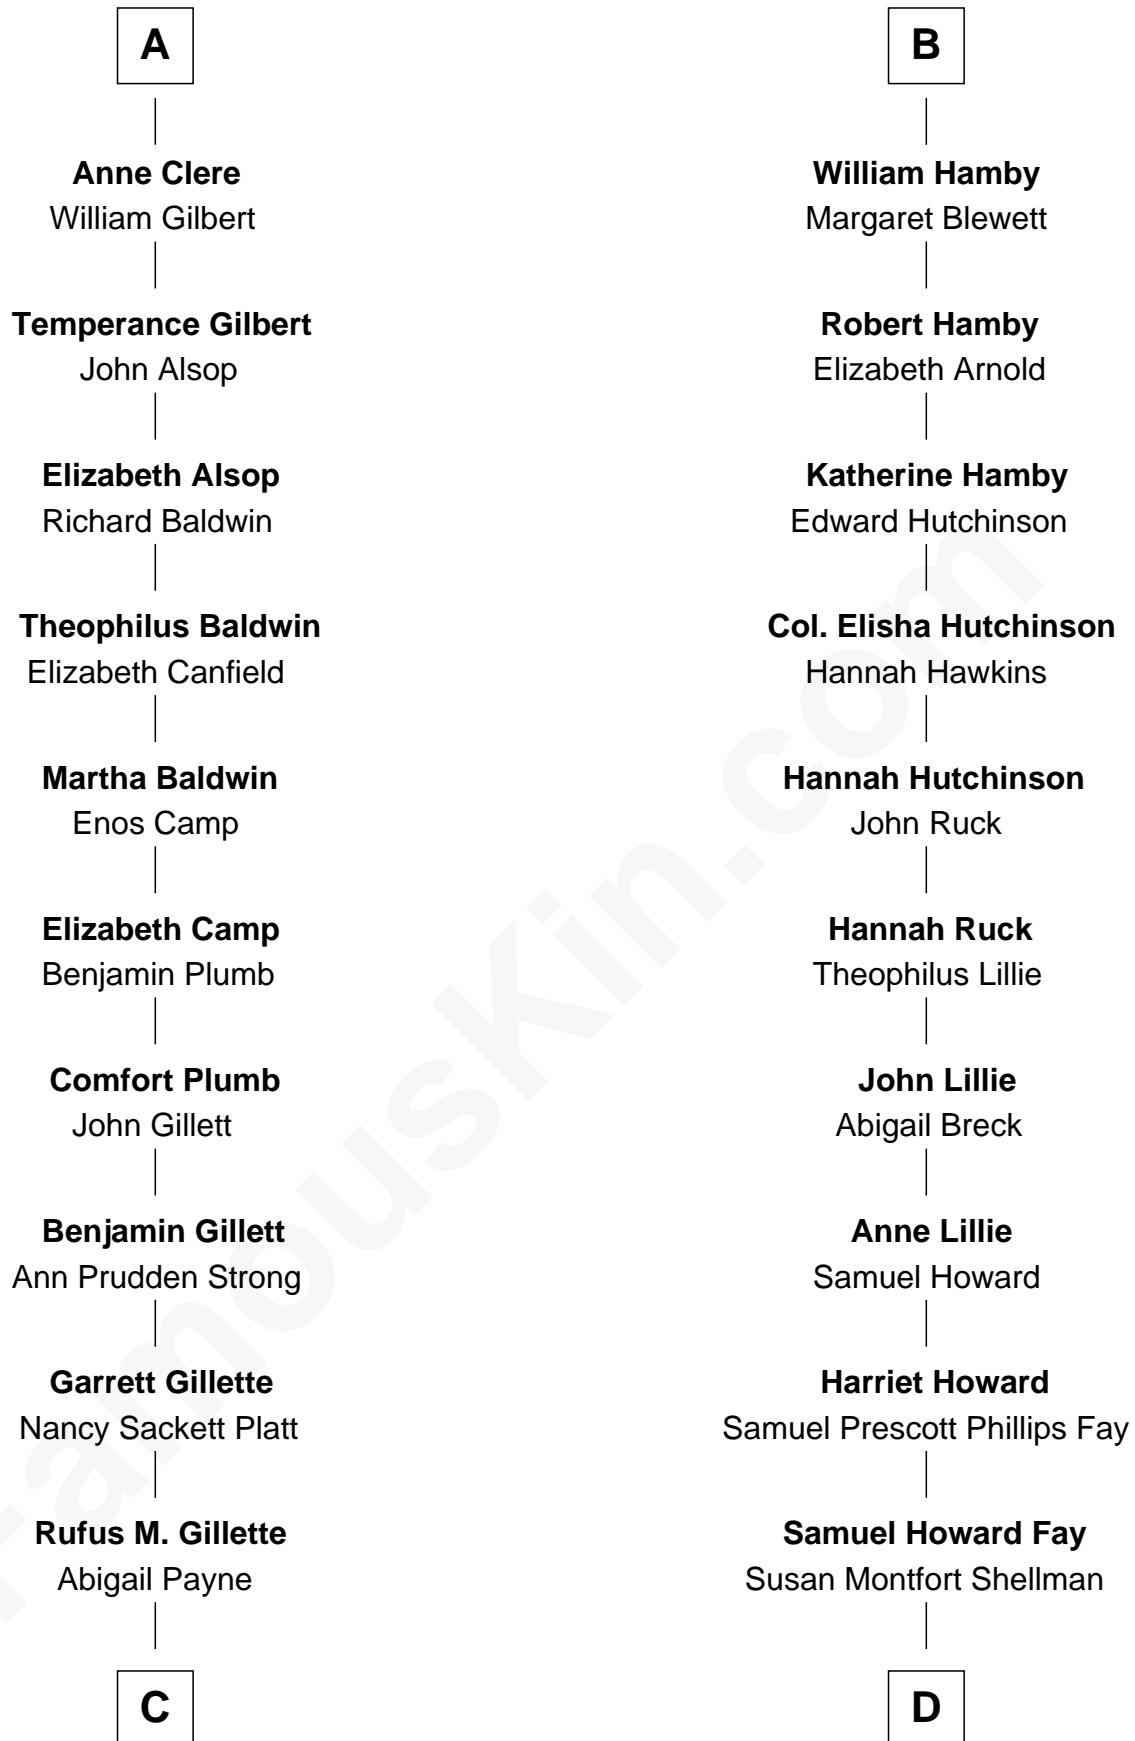 A
Anne Clere
William Gilbert
Temperance Gilbert
John Alsop
Elizabeth Alsop
Richard Baldwin
Theophilus Baldwin
Elizabeth Canfield
Martha Baldwin
Enos Camp
Elizabeth Camp
Benjamin Plumb
Comfort Plumb
John Gillett
Benjamin Gillett
Ann Prudden Strong
Garrett Gillette
Nancy Sackett Platt
Rufus M. Gillette
Abigail Payne
C
B
William Hamby
Margaret Blewett
Robert Hamby
Elizabeth Arnold
Katherine Hamby
Edward Hutchinson
Col. Elisha Hutchinson
Hannah Hawkins
Hannah Hutchinson
John Ruck
Hannah Ruck
Theophilus Lillie
John Lillie
Abigail Breck
Anne Lillie
Samuel Howard
Harriet Howard
Samuel Prescott Phillips Fay
Samuel Howard Fay
Susan Montfort Shellman
D
FamousKin.com